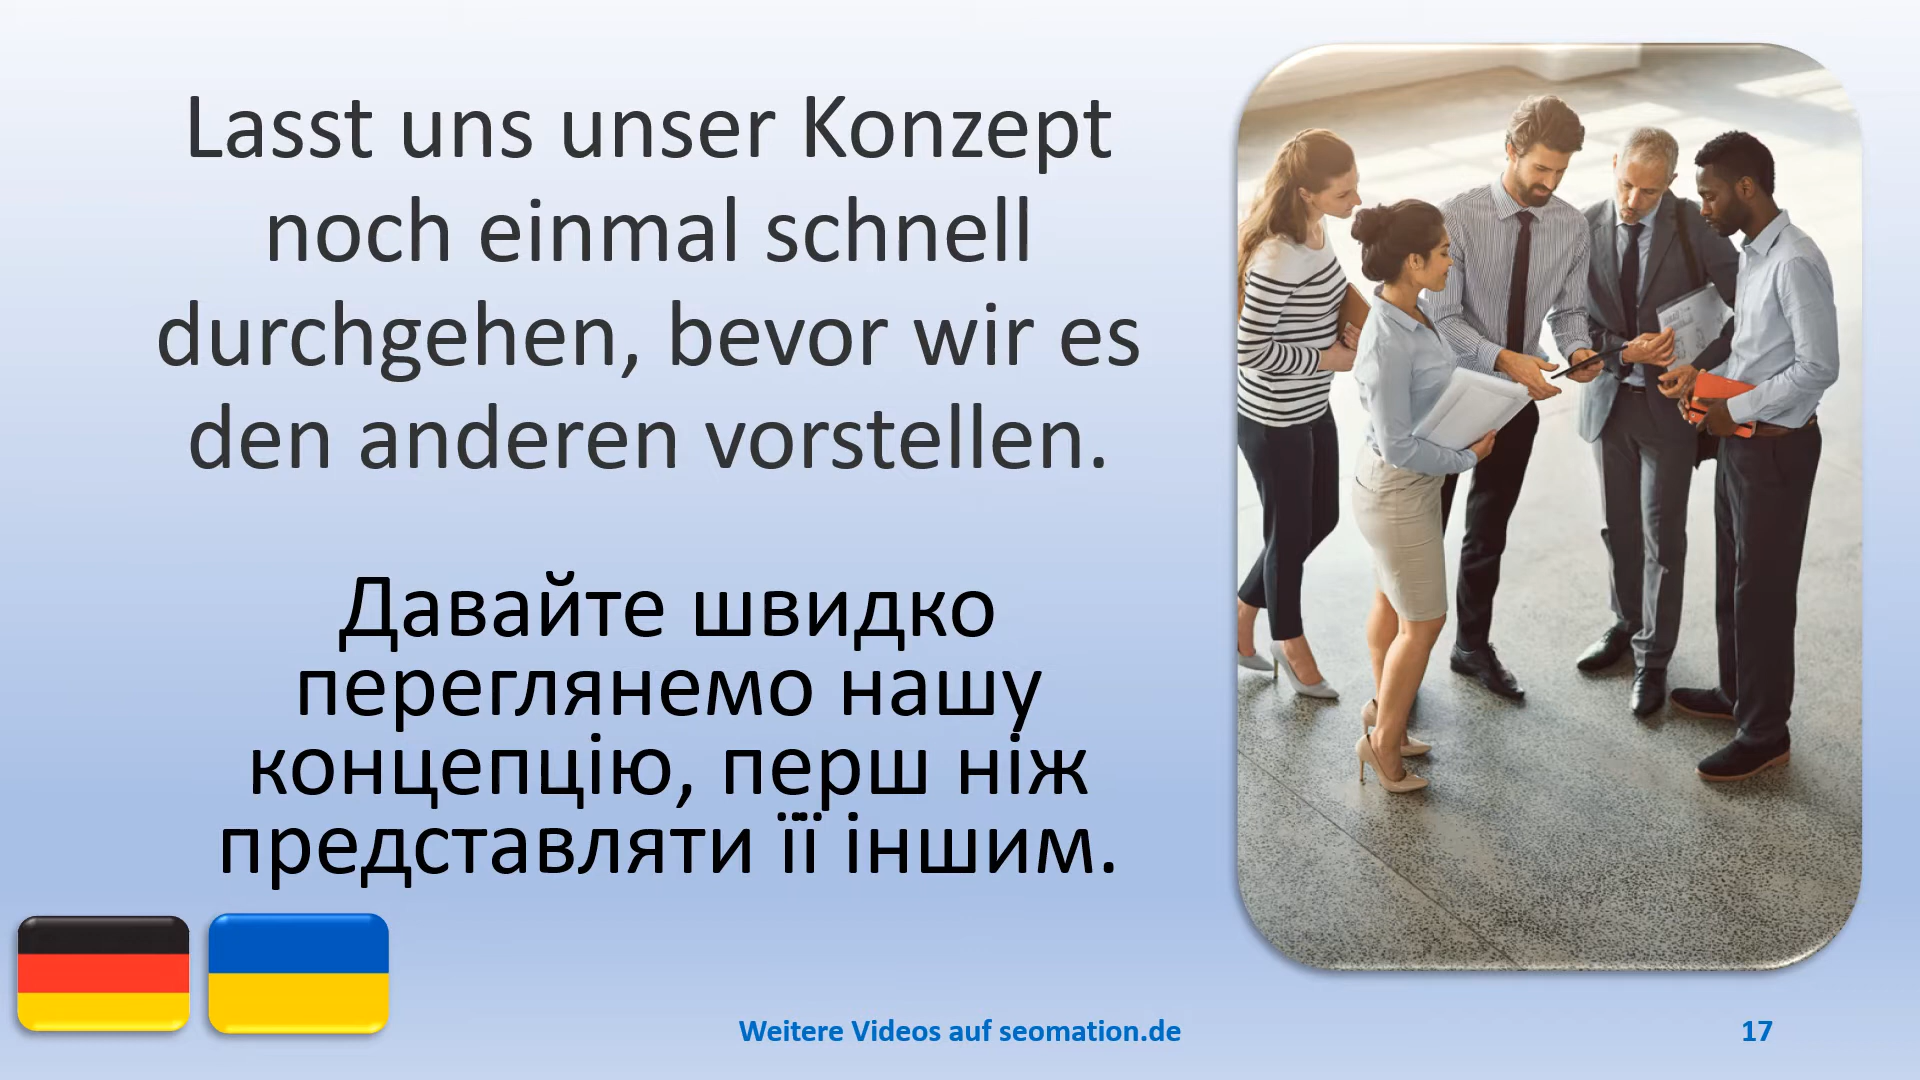 Lasst uns unser Konzept
noch einmal schnell
durchgehen, bevor wir es
den anderen vorstellen.
Давайте швидко
переглянемо нашу
концепцію, перш ніж
представляти її іншим.
Weitere Videos auf seomation.de
17